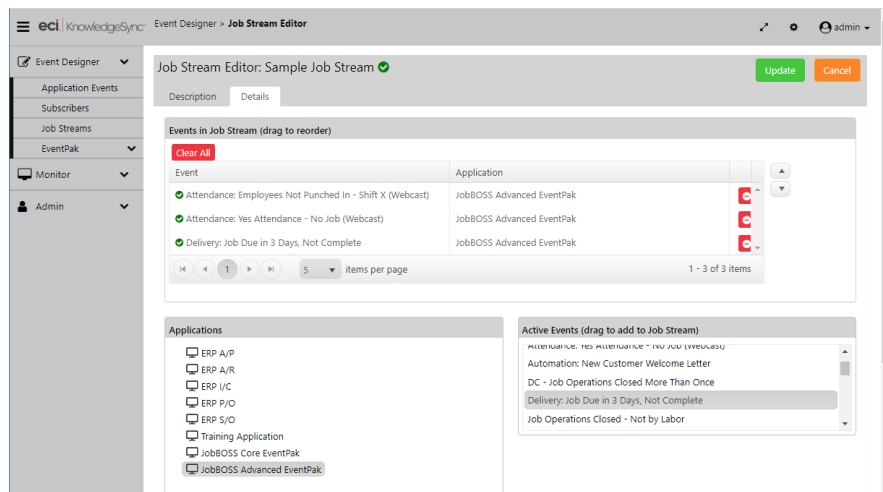 eci KnowledgeSync
Event Designer > Job Stream Editor
admin
Event Designer
Application Events
Subscribers
Job Streams
EventPak
Monitor
Admin
Job Stream Editor: Sample Job Stream
Update
Cancel
Description
Details
Events in Job Stream (drag to reorder)
Clear All
Event
Application
Attendance: Employees Not Punched In - Shift X (Webcast)
JobBOSS Advanced EventPak
Attendance: Yes Attendance - No Job (Webcast)
JobBOSS Advanced EventPak
Delivery: Job Due in 3 Days, Not Complete
JobBOSS Advanced EventPak
1
5
items per page
1 - 3 of 3 items
Applications
ERP A/P
ERP A/R
ERP I/C
ERP P/O
ERP S/O
Training Application
JobBOSS Core EventPak
JobBOSS Advanced EventPak
Active Events (drag to add to Job Stream)
Attendance: Yes Attendance - No Job (Webcast)
Automation: New Customer Welcome Letter
DC - Job Operations Closed More Than Once
Delivery: Job Due in 3 Days, Not Complete
Job Operations Closed - Not by Labor